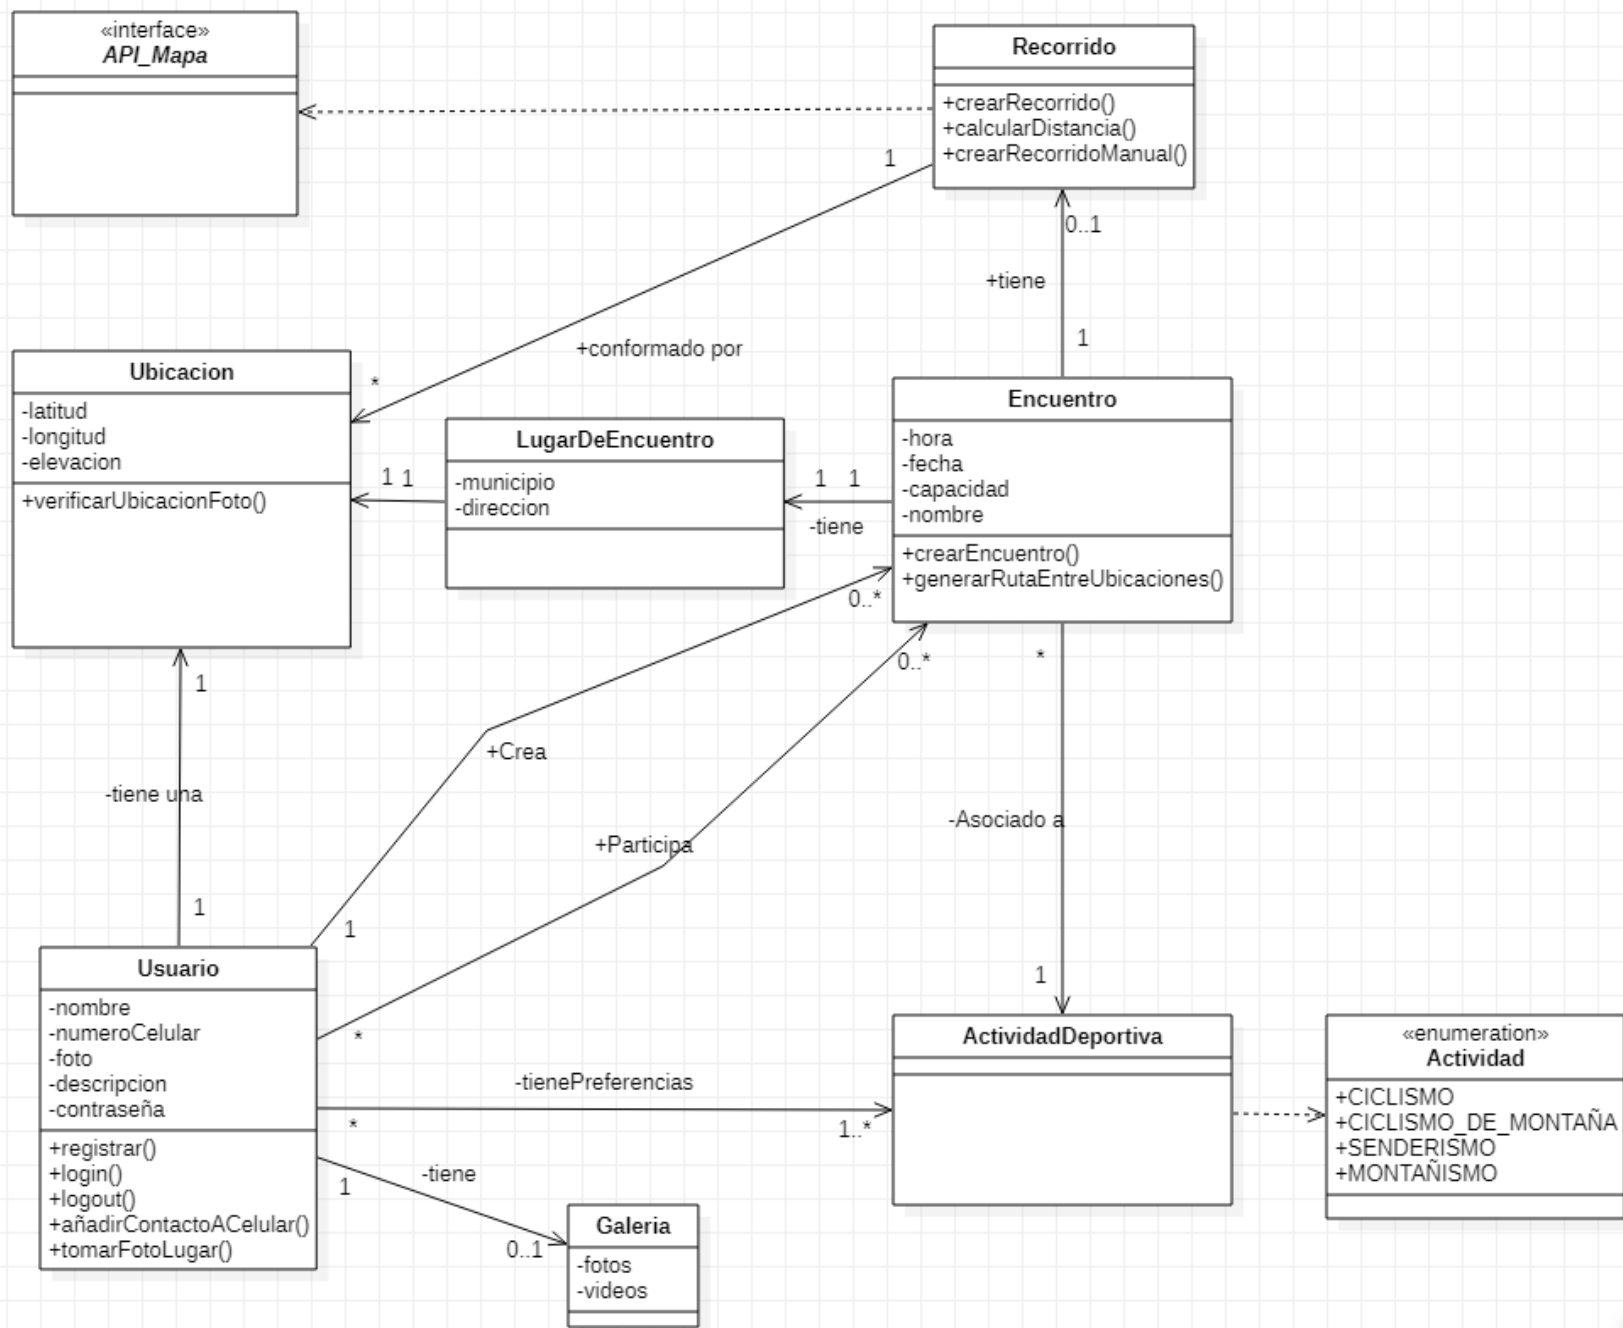 «interface»
API_Mapa
Recorrido
+crearRecorrido()
+calcularDistancia()
+crearRecorridoManual()
1
0..1
+tiene
1
+conformado por
*
Ubicacion
-latitud
-longitud
-elevacion
+verificarUbicacionFoto()
1 1
LugarDeEncuentro
-municipio
-direccion
1 1
-tiene
Encuentro
-hora
-fecha
-capacidad
-nombre
+crearEncuentro()
+generarRutaEntreUbicaciones()
0..*
0..*
*
1
-tiene una
1
+Crea
+Participa
-Asociado a
1
1
*
Usuario
-nombre
-numeroCelular
-foto
-descripcion
-contraseña
+registrar()
+login()
+logout()
+añadirContactoACelular()
+tomarFotoLugar()
-tienePreferencias
*
1..*
-tiene
1
0..1
Galeria
-fotos
-videos
ActividadDeportiva
«enumeration»
Actividad
+CICLISMO
+CICLISMO_DE_MONTAÑA
+SENDERISMO
+MONTAÑISMO